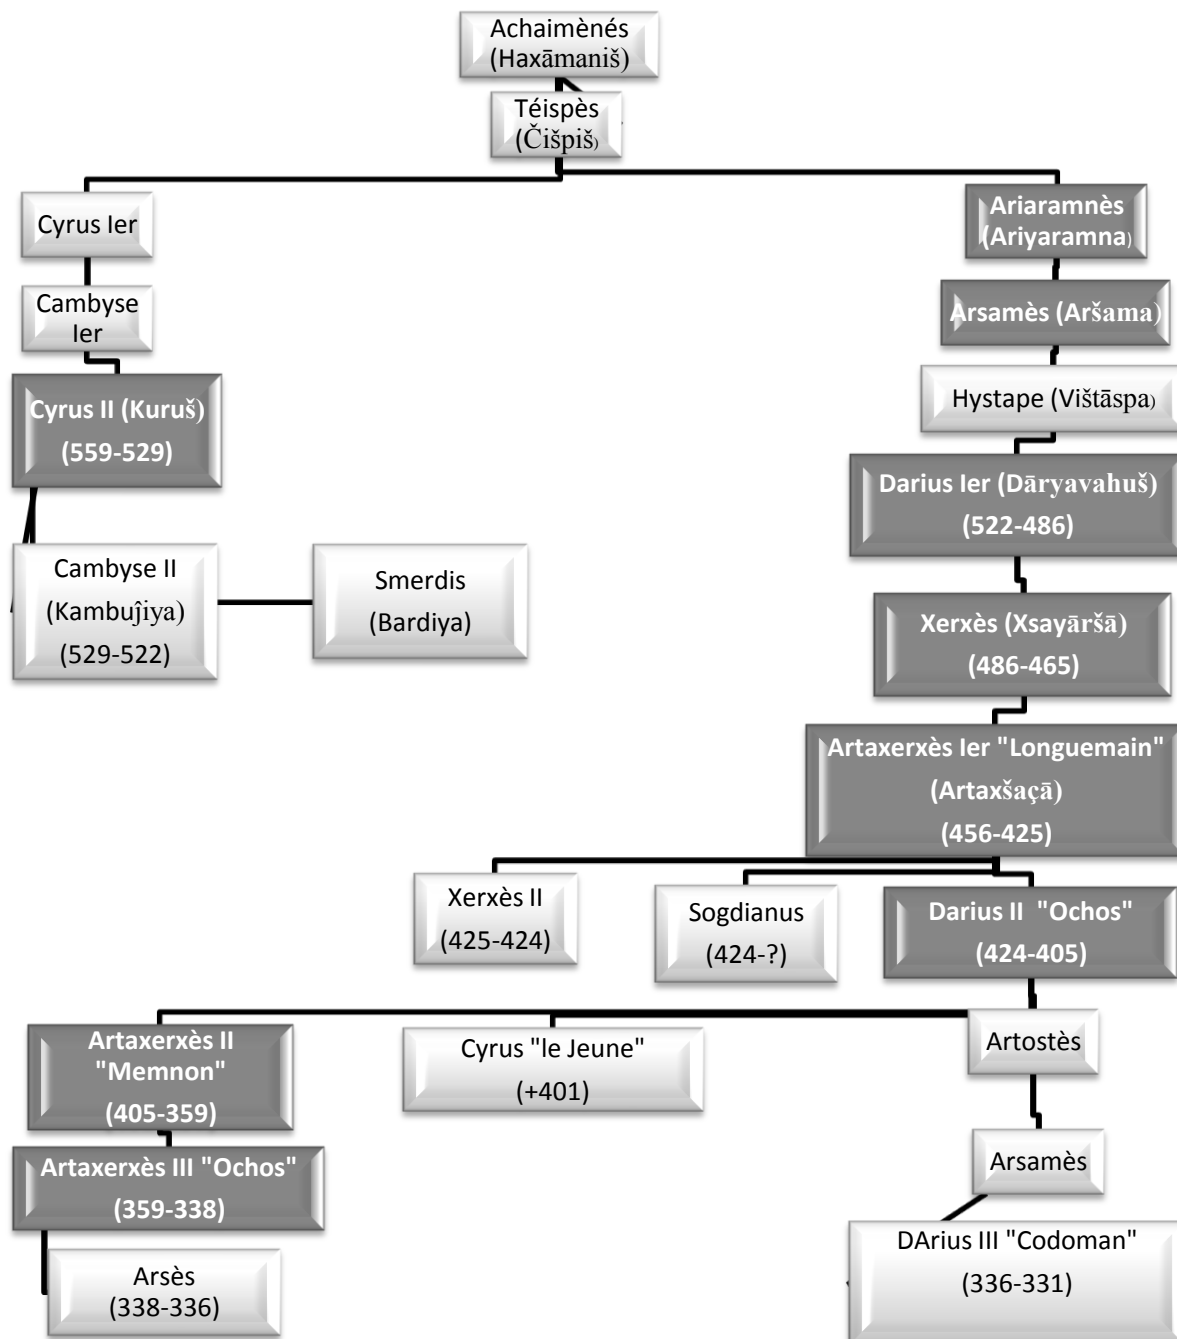 Achaimènés
(Haxāmaniš)
Téispès
(Čišpiš)
Cyrus Ier
Ariaramnès
(Ariyaramna)
Cambyse
Ier
Arsamès (Aršama)
Cyrus II (Kuruš)
(559-529)
Hystape (Vištāspa)
Darius Ier (Dāryavahuš)
(522-486)
Cambyse II
(Kambuĵiya)
(529-522)
Smerdis
(Bardiya)
Xerxès (Xsayāršā)
(486-465)
Artaxerxès Ier "Longuemain"
(Artaxšaçā)
(456-425)
Xerxès II
(425-424)
Sogdianus
(424-?)
Darius II "Ochos"
(424-405)
Artaxerxès II
"Memnon"
(405-359)
Cyrus "le Jeune"
(+401)
Artostès
Artaxerxès III "Ochos"
(359-338)
Arsamès
Arsès
(338-336)
DArius III "Codoman"
(336-331)